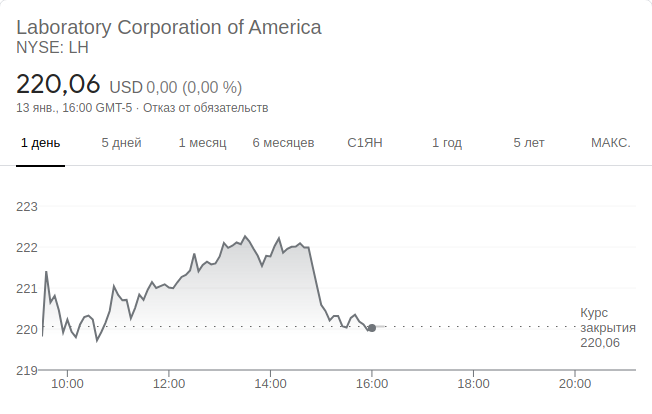 Laboratory Corporation of America
NYSE: LH
220,06 USD 0,00 (0,00 %)
13 янв., 16:00 GMT-5 · Отказ от обязательств
1 день 5 дней 1 месяц 6 месяцев С1ЯН 1 год 5 лет МАКС.
223
222
221
220
219
Курс
закрытия
220,06
10:00 12:00 14:00 16:00 18:00 20:00